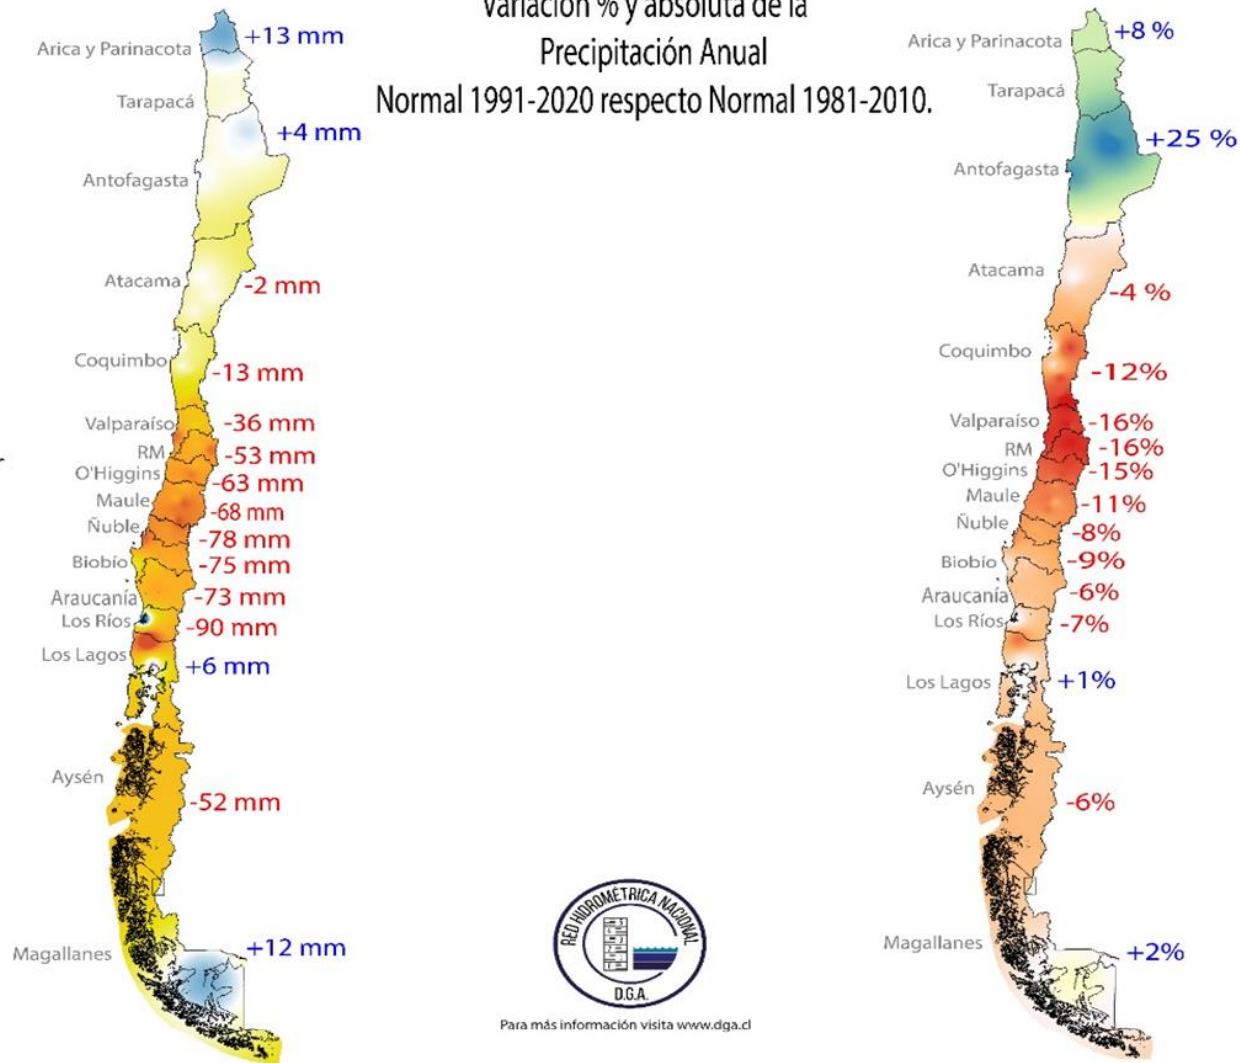 Variación % y absoluta de la
Precipitación Anual
Normal 1991-2020 respecto Normal 1981-2010.
Arica y Parinacota
+13 mm
Tarapacá
+4 mm
Antofagasta
Atacama
-2 mm
Coquimbo
-13 mm
Valparaíso
-36 mm
RM
-53 mm
O'Higgins
-63 mm
Maule
-68 mm
Ñuble
-78 mm
Biobío
-75 mm
Araucanía
-73 mm
Los Ríos
-90 mm
Los Lagos
+6 mm
Aysén
-52 mm
Magallanes
+12 mm
Arica y Parinacota
+8 %
Tarapacá
+25 %
Antofagasta
Atacama
-4 %
Coquimbo
-12%
Valparaíso
-16%
RM
-16%
O'Higgins
-15%
Maule
-11%
Ñuble
-8%
Biobío
-9%
Araucanía
-6%
Los Ríos
-7%
Los Lagos
+1%
Aysén
-6%
Magallanes
+2%
RED HIDROMÉTRICA NACIONAL
D.G.A.
Para más información visita www.dga.cl